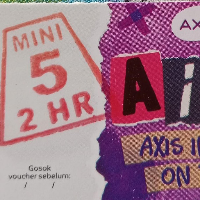 MINI
5
2 HR
AX
Ai
AXIS I
ON
Gosok
voucher sebelum:
/ /